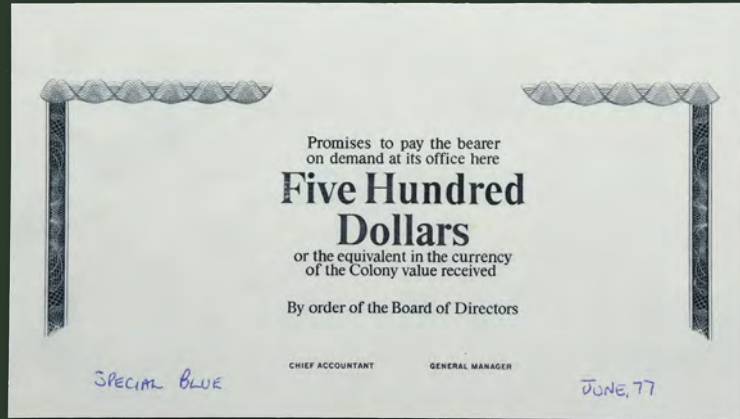 Promises to pay the bearer
on demand at its office here
Five Hundred
Dollars
or the equivalent in the currency
of the Colony value received
By order of the Board of Directors
CHIEF ACCOUNTANT GENERAL MANAGER
SPECIAL BLUE JUNE, 77